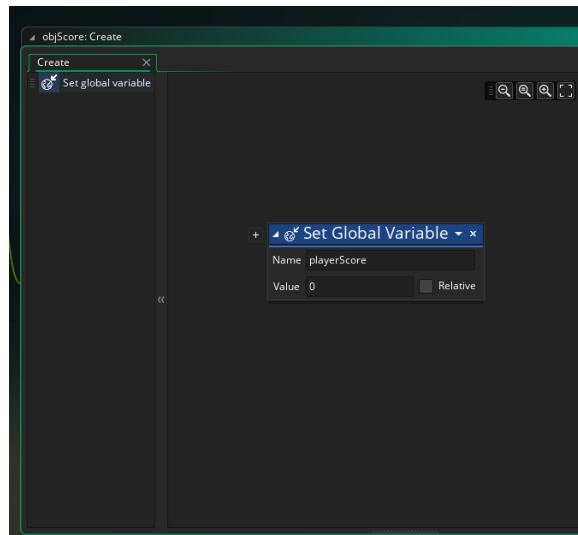 objScore: Create
Create
Set global variable
Set Global Variable
Name playerScore
Value 0 Relative